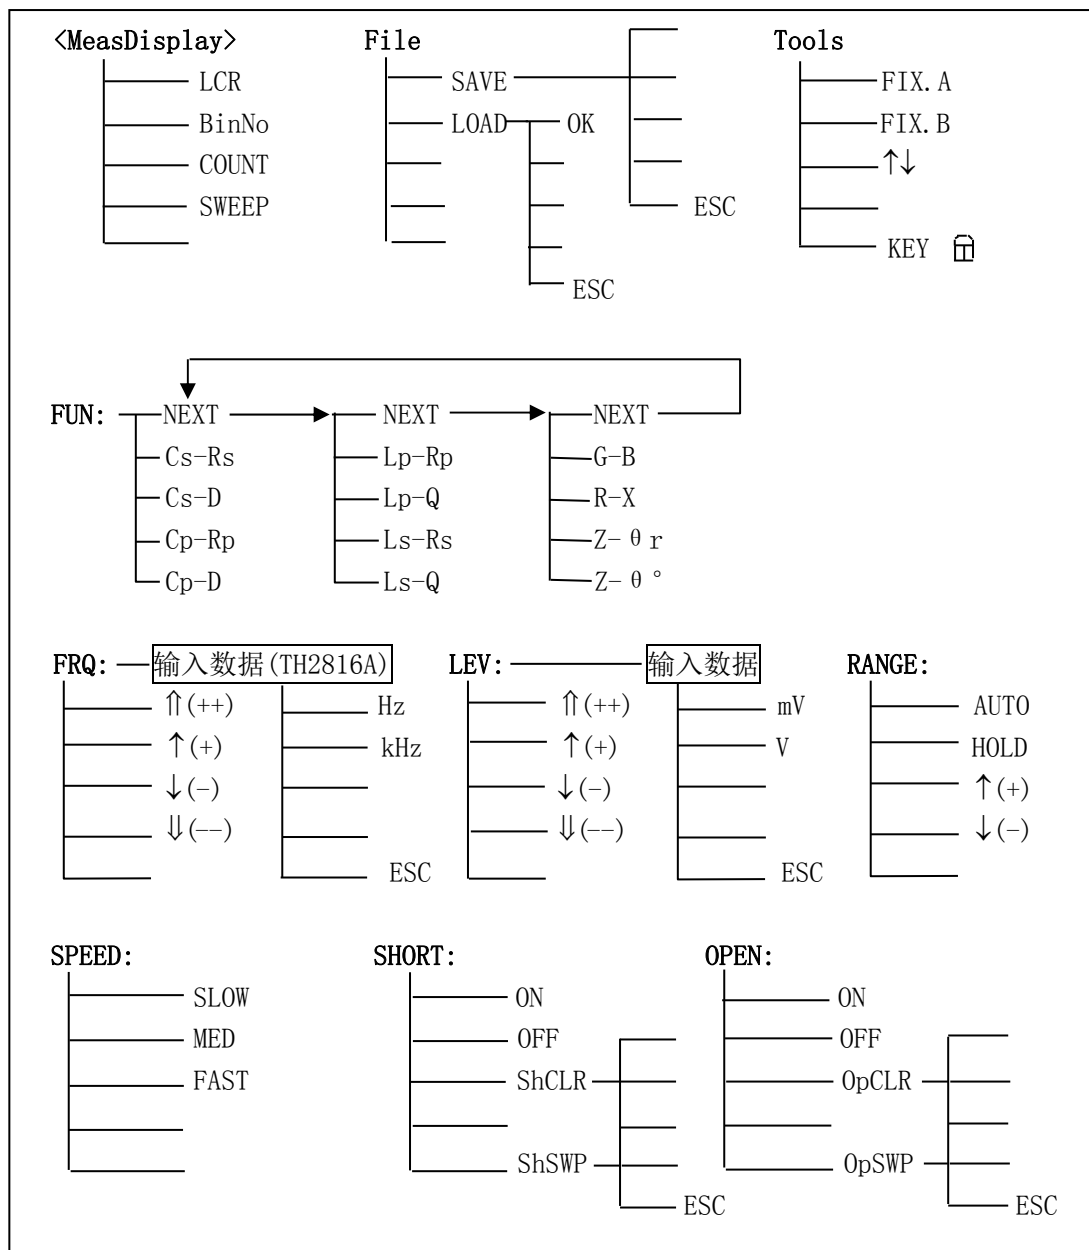 <MeasDisplay> File Tools
SAVE FIX.A
LCR
LOAD OK FIX.B
BinNo
COUNT ↑↓
SWEEP ESC
KEY
ESC
FUN: NEXT NEXT NEXT
Cs-Rs Lp-Rp G-B
Cs-D Lp-Q R-X
Cp-Rp Ls-Rs Z-θr
Cp-D Ls-Q Z-θ°
FRQ: 输入数据(TH2816A) LEV: 输入数据 RANGE:
⇑(++) Hz ⇑(++) mV AUTO
↑(+) kHz ↑(+) V HOLD
↓(-) ↓(-) ↑(+)
⇓(--) ⇓(--) ↓(-)
ESC ESC
SPEED: SHORT: OPEN:
SLOW ON ON
MED OFF OFF
FAST ShCLR OpCLR
ShSWP OpSWP
ESC ESC